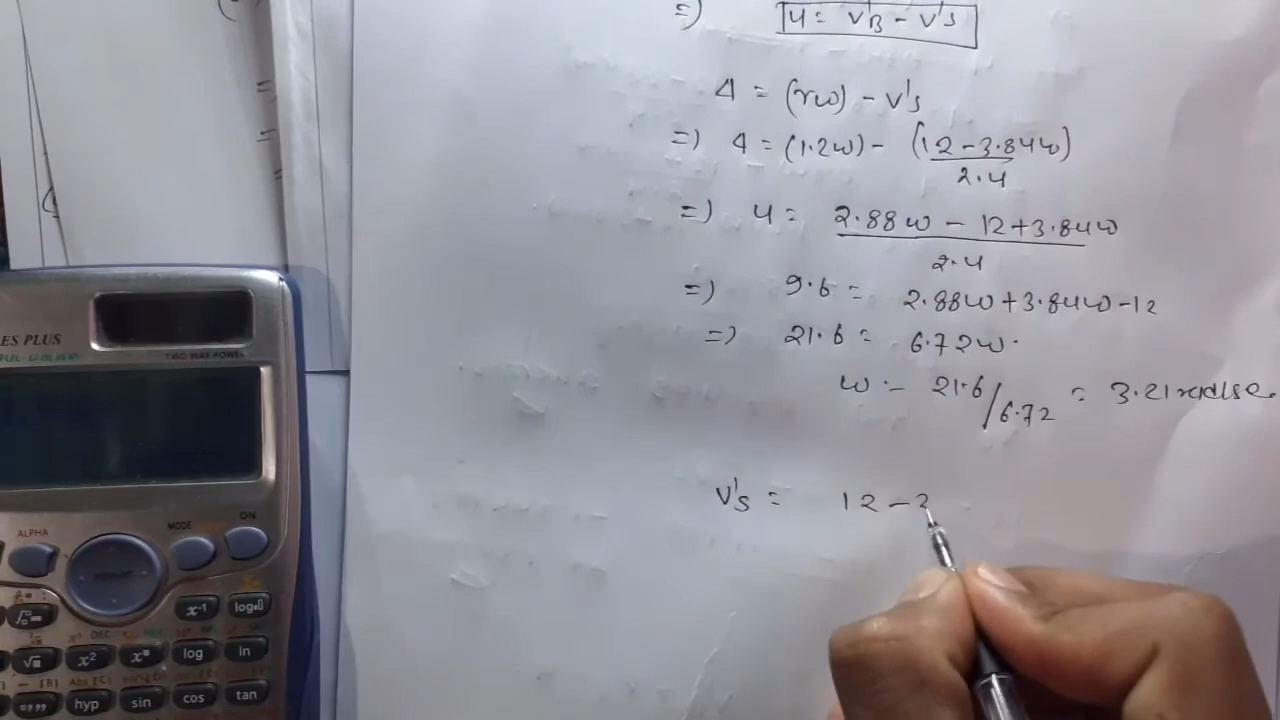 =) 4 = V'B - V's
4 = (rω) - V's
=) 4 = (1.2ω) - (12 - 3.84ω)
2.4
=) 4 = 2.88ω - 12 + 3.84ω
2.4
=) 9.6 = 2.88ω + 3.84ω - 12
=) 21.6 = 6.72ω.
ω = 21.6/6.72 = 3.21 rad/se.
V's = 12 - 3
ES PLUS
TWO WAY POWER
ALPHA
MODE
ON
x-1
log
√
x²
log
ln
hyp
sin
cos
tan